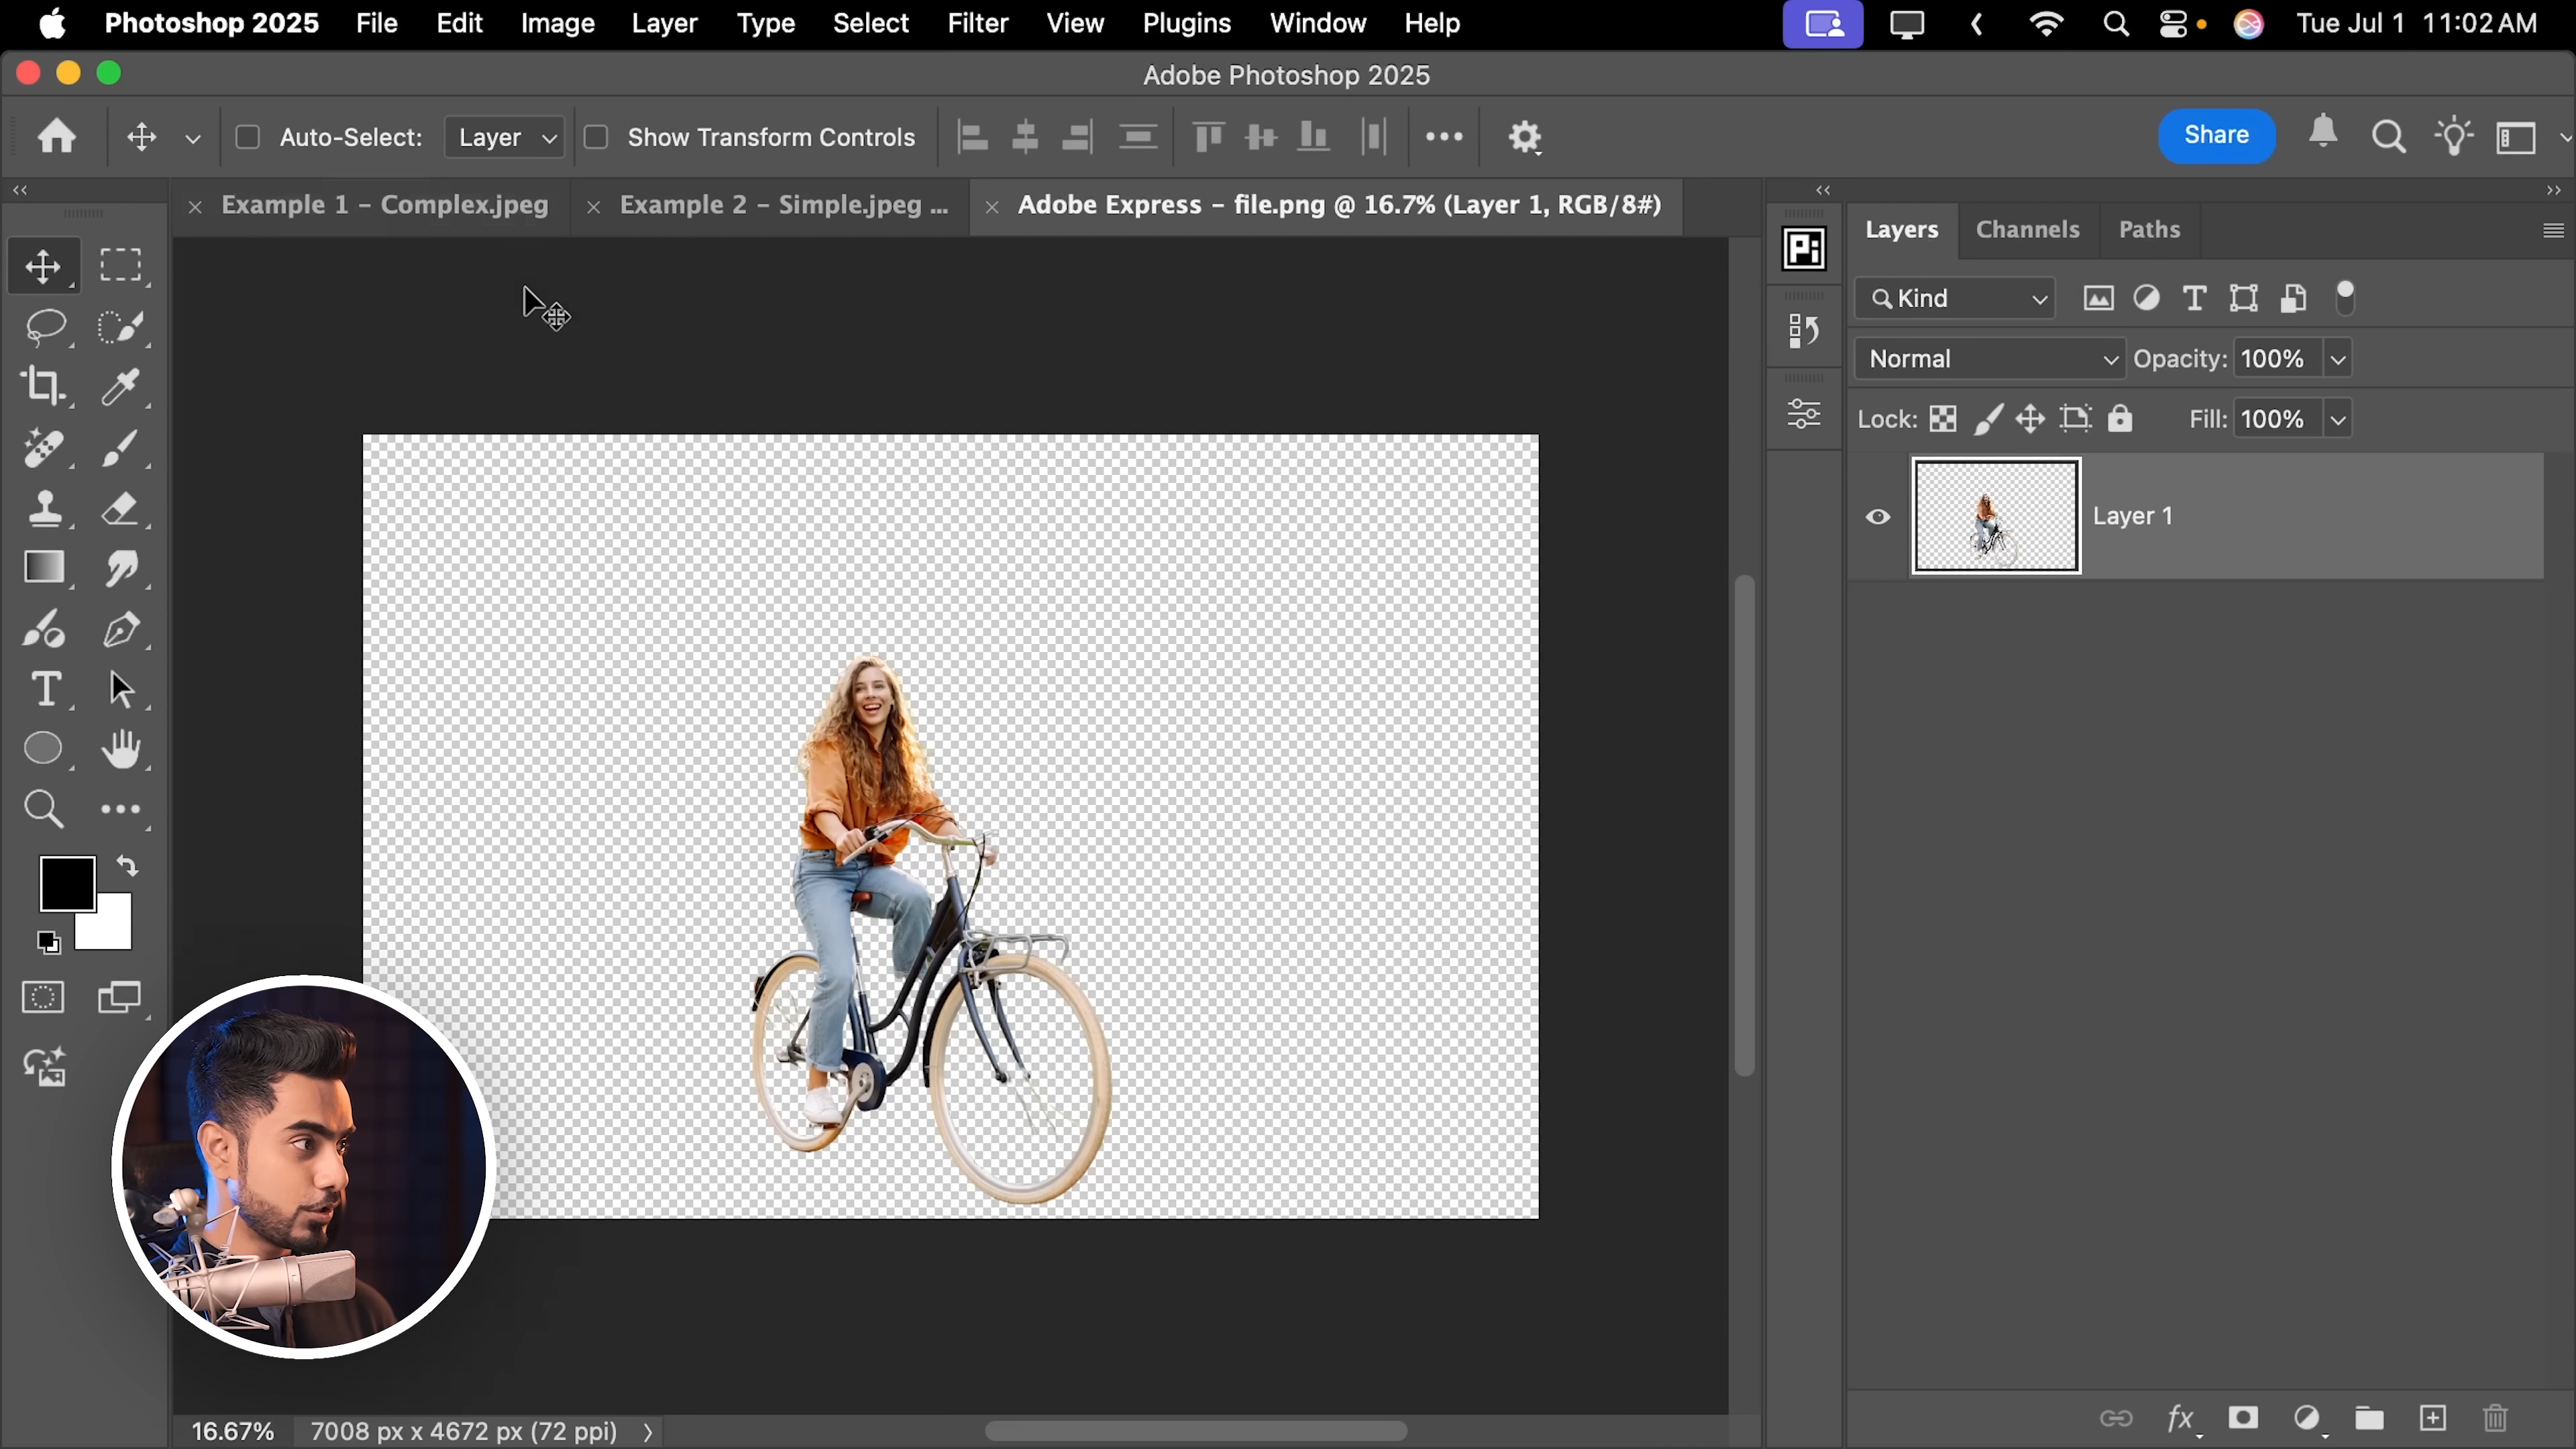 Photoshop 2025 File Edit Image Layer Type Select Filter View Plugins Window Help Tue Jul 1 11:02 AM
Adobe Photoshop 2025
Auto-Select: Layer Show Transform Controls Share
Example 1 – Complex.jpeg Example 2 – Simple.jpeg ... Adobe Express – file.png @ 16.7% (Layer 1, RGB/8#)
Pi
Layers Channels Paths
Kind
Normal Opacity: 100%
Lock: Fill: 100%
Layer 1
16.67% 7008 px x 4672 px (72 ppi)
fx